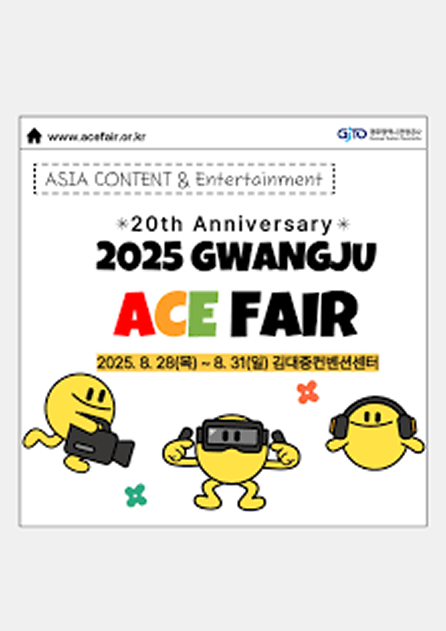 www.acefair.or.kr
GJTO
ASIA CONTENT & Entertainment
✳20th Anniversary✳
2025 GWANGJU
ACE FAIR
2025. 8. 28(목) ~ 8. 31(일) 김대중컨벤션센터